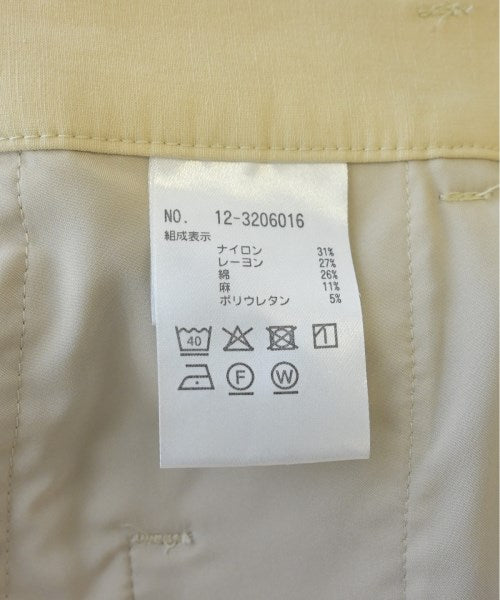 NO. 12-3206016
組成表示
ナイロン 31%
レーヨン 27%
綿 26%
麻 11%
ポリウレタン 5%
40
F W